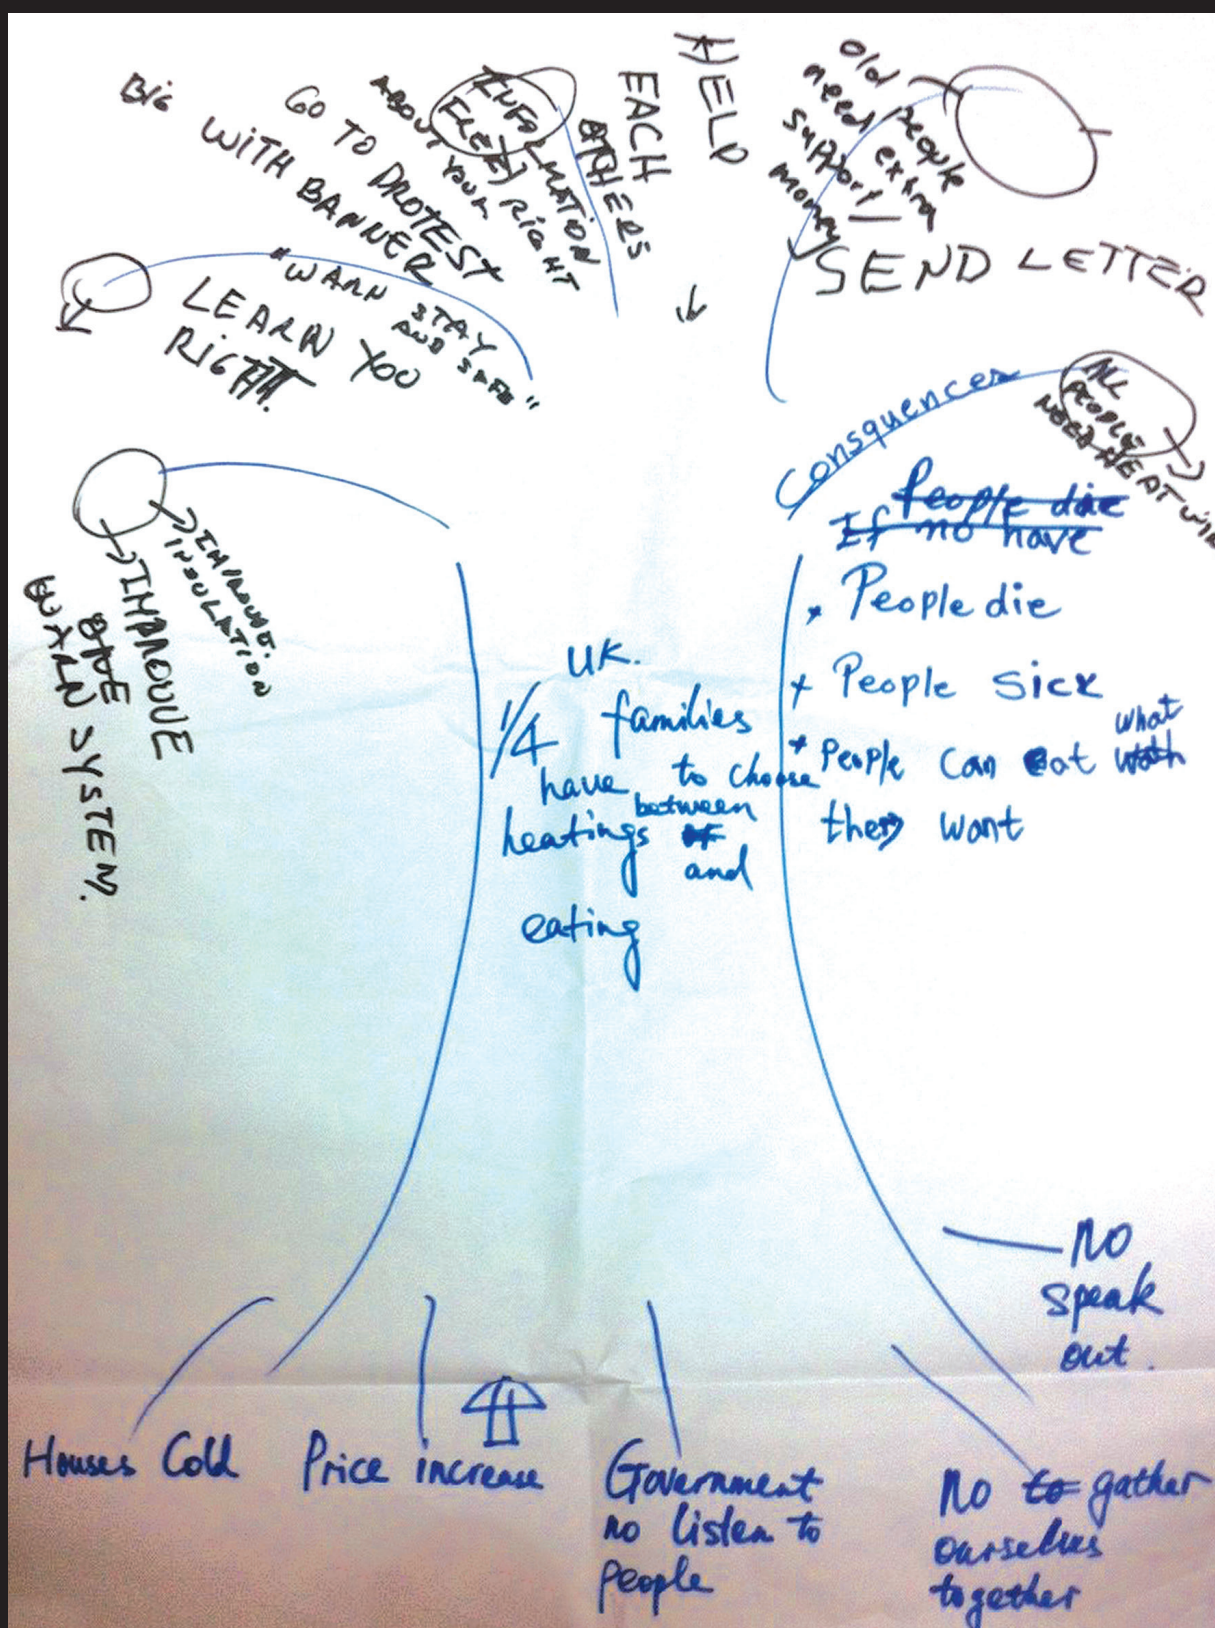 BiG WITH BANNER
GO TO PROTEST
"WARM STAY
AND SAFE"
LEARN YOU
RIGHT.
INFORMATION
FREE
ABOUT YOUR RIGHT
HELP
EACH
OTHERS
Old people
need extra
support –
money
SEND LETTER
ALL
PEOPLE
NEED HEAT
Consquences
People die
If no have
People die
People sick
People can eat what
they want
IMPROVE.
INSULATION
IMPROVE
SYSTEM.
UK.
1/4 families
have to choose
between
heatings
and
eating
No
speak
out.
Houses Cold
Price increase
Government
no listen to
people
No to gather
ourselves
together